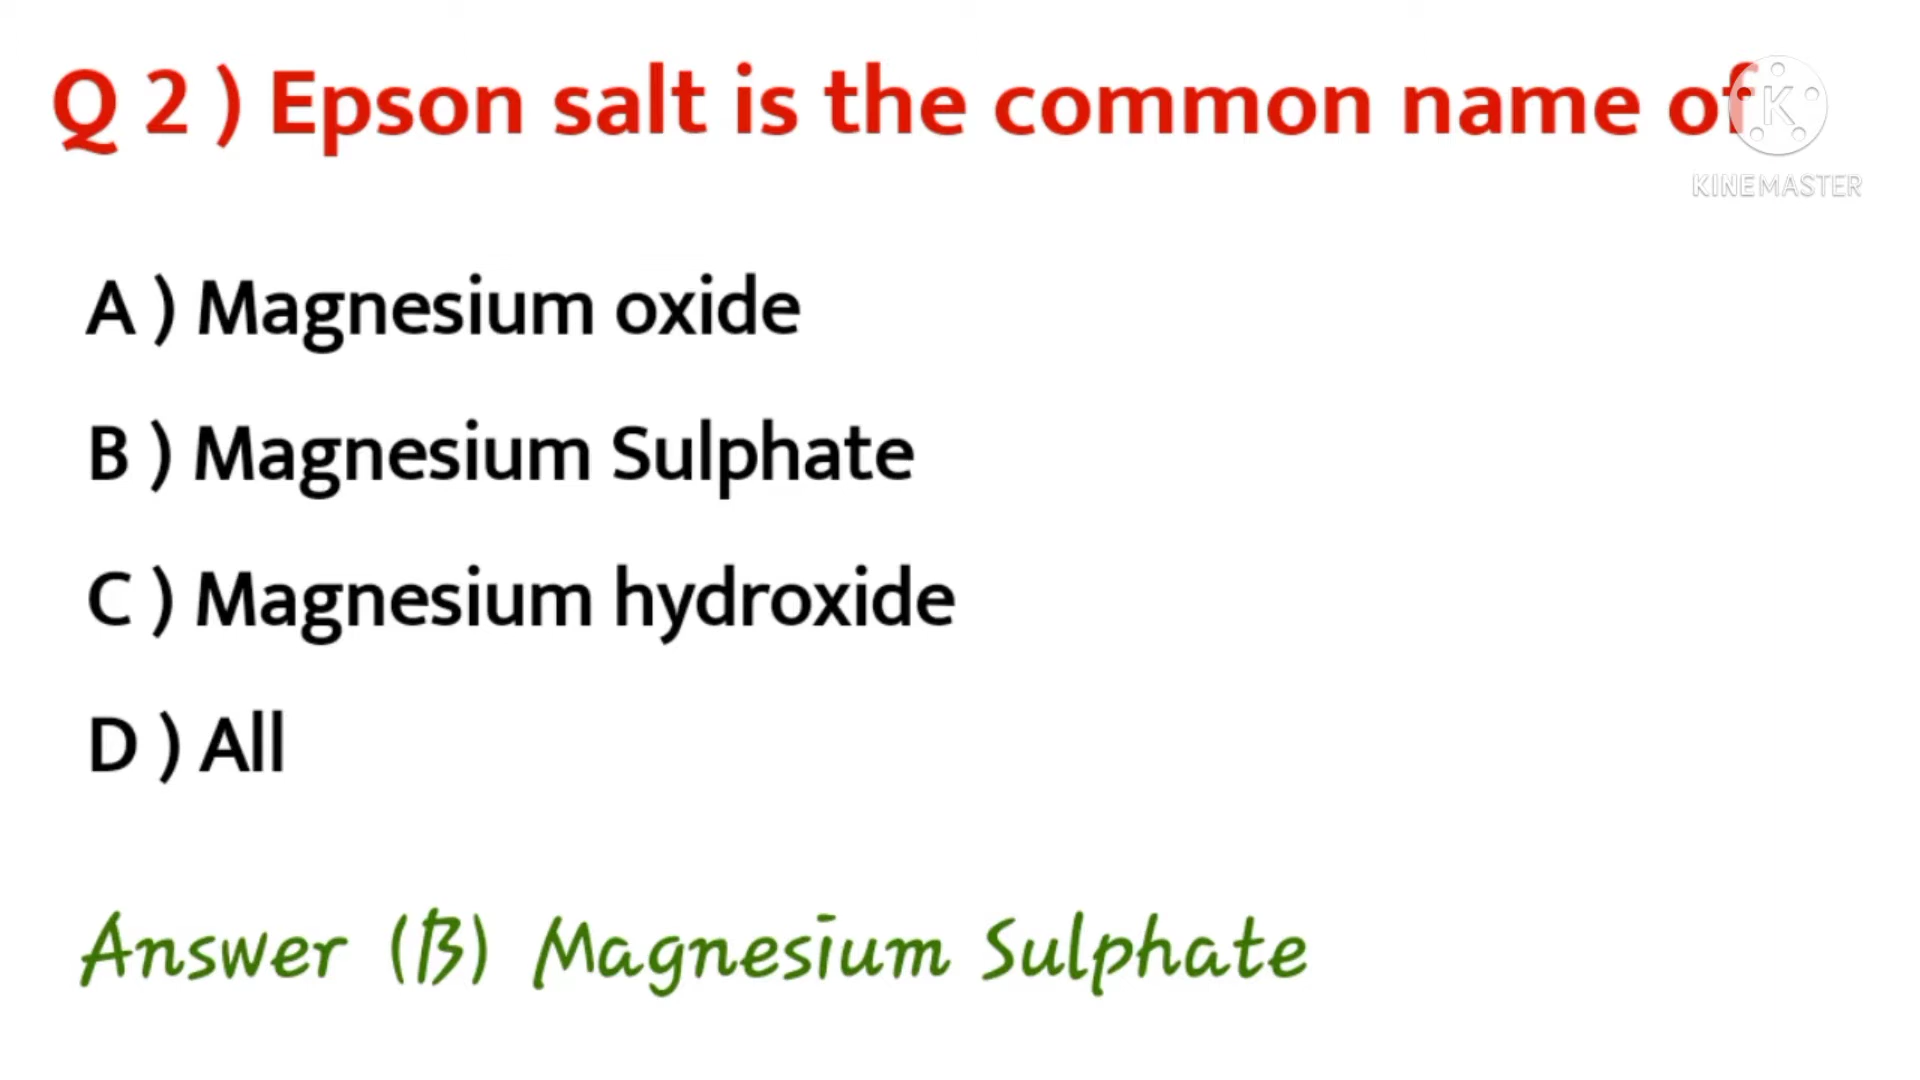 Q 2 ) Epson salt is the common name of
KINEMASTER
A ) Magnesium oxide
B ) Magnesium Sulphate
C ) Magnesium hydroxide
D ) All
Answer (B) Magnesium Sulphate